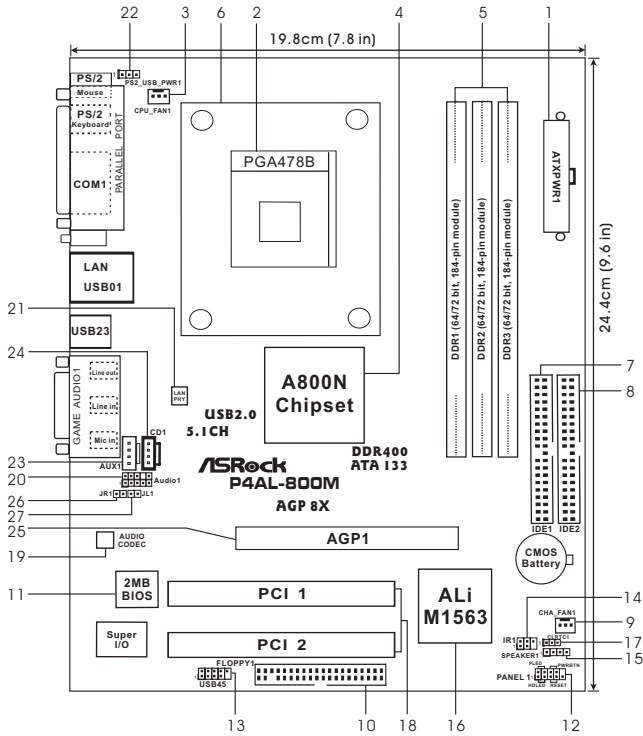 22 3 6 2 4 5 1
19.8cm (7.8 in)
24.4cm (9.6 in)
PS2_USB_PWR1
1
CPU_FAN1
PS/2
Mouse
PS/2
Keyboard
PARALLEL PORT
COM1
PGA478B
ATXPWR1
DDR1 (64/72 bit, 184-pin module)
DDR2 (64/72 bit, 184-pin module)
DDR3 (64/72 bit, 184-pin module)
LAN
USB01
21
USB23
24
7
8
GAME AUDIO1
Line out
Line in
Mic in
LAN
PHY
A800N
Chipset
USB2.0
5.1CH
CD1
AUX1
23
20
Audio1
26
JR1
JL1
27
DDR400
ATA 133
ASRock
P4AL-800M
AGP 8X
IDE1
IDE2
25
AGP1
19
AUDIO
CODEC
CMOS
Battery
11
2MB
BIOS
PCI 1
ALi
M1563
14
CHA_FAN1
9
Super
I/O
PCI 2
IR1
1
CLRTC1
17
SPEAKER1
15
FLOPPY1
USB45
PLED
PWRBTN
PANEL 1
HDLED
RESET
13 10 18 16 12